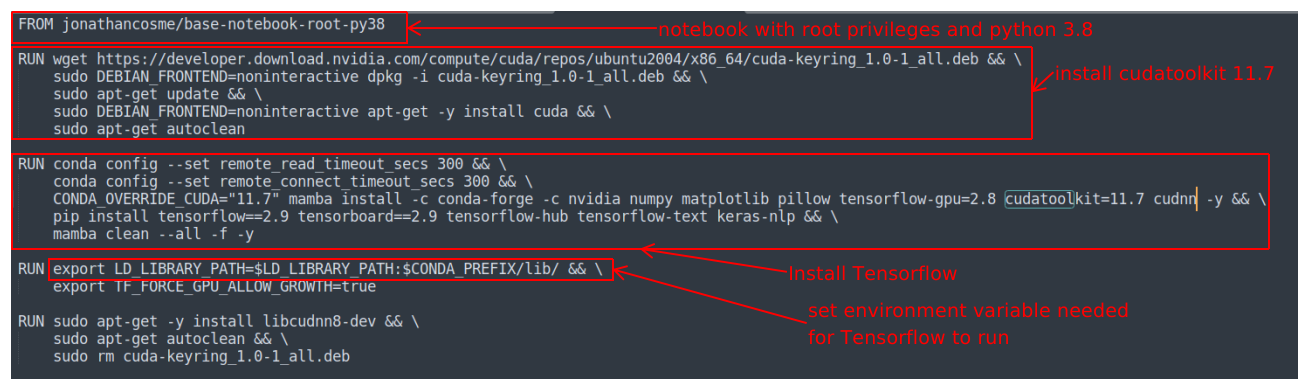 FROM jonathancosme/base-notebook-root-py38
notebook with root privileges and python 3.8
RUN wget https://developer.download.nvidia.com/compute/cuda/repos/ubuntu2004/x86_64/cuda-keyring_1.0-1_all.deb && \
sudo DEBIAN_FRONTEND=noninteractive dpkg -i cuda-keyring_1.0-1_all.deb && \
install cudatoolkit 11.7
sudo apt-get update && \
sudo DEBIAN_FRONTEND=noninteractive apt-get -y install cuda && \
sudo apt-get autoclean
RUN conda config --set remote_read_timeout_secs 300 && \
conda config --set remote_connect_timeout_secs 300 && \
CONDA_OVERRIDE_CUDA="11.7" mamba install -c conda-forge -c nvidia numpy matplotlib pillow tensorflow-gpu=2.8 cudatoolkit=11.7 cudnn -y && \
pip install tensorflow==2.9 tensorboard==2.9 tensorflow-hub tensorflow-text keras-nlp && \
mamba clean --all -f -y
RUN export LD_LIBRARY_PATH=$LD_LIBRARY_PATH:$CONDA_PREFIX/lib/ && \
Install Tensorflow
export TF_FORCE_GPU_ALLOW_GROWTH=true
set environment variable needed
for Tensorflow to run
RUN sudo apt-get -y install libcudnn8-dev && \
sudo apt-get autoclean && \
sudo rm cuda-keyring_1.0-1_all.deb